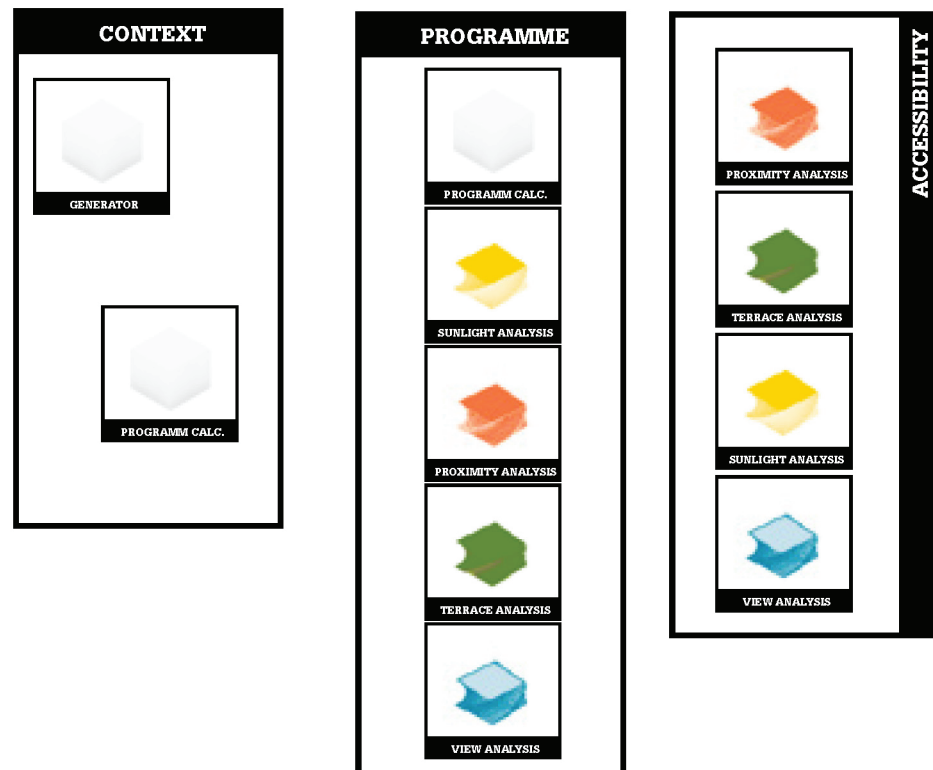 CONTEXT
GENERATOR
PROGRAMM CALC.
PROGRAMME
PROGRAMM CALC.
SUNLIGHT ANALYSIS
PROXIMITY ANALYSIS
TERRACE ANALYSIS
VIEW ANALYSIS
ACCESSIBILITY
PROXIMITY ANALYSIS
TERRACE ANALYSIS
SUNLIGHT ANALYSIS
VIEW ANALYSIS